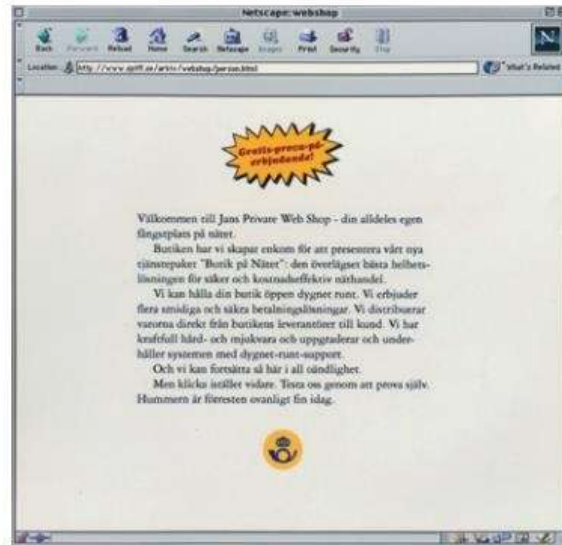 Netscape: webshop
Back Forward Reload Home Search Netscape Images Print Security Stop
Location: What's Related
Gratis-prova-på-
erbjudande!
Välkommen till Jans Private Web Shop – din alldeles egen
fångstplats på nätet.
Butiken har vi skapat enkom för att presentera vårt nya
tjänstepaket "Butik på Nätet": den överlägset bästa helhets-
lösningen för säker och kostnadseffektiv näthandel.
Vi kan hålla din butik öppen dygnet runt. Vi erbjuder
flera smidiga och säkra betalningslösningar. Vi distribuerar
varorna direkt från butikens leverantörer till kund. Vi har
kraftfull hård- och mjukvara och uppgraderar och under-
håller systemen med dygnet-runt-support.
Och vi kan fortsätta så här i all oändlighet.
Men klicka istället vidare. Testa oss genom att prova själv.
Hummern är förresten ovanligt fin idag.